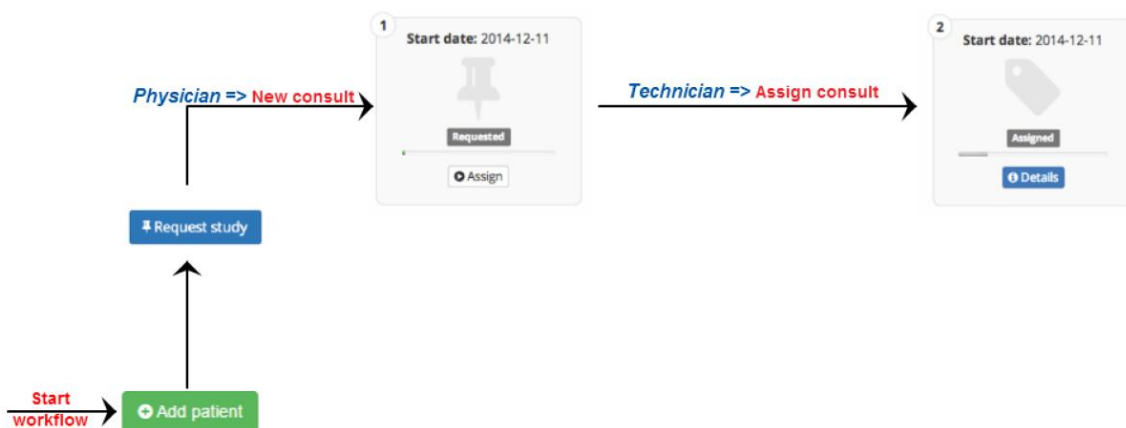 1
Start date: 2014-12-11
Requested
Assign
2
Start date: 2014-12-11
Assigned
Details
Physician => New consult
Technician => Assign consult
Request study
Start
workflow
Add patient